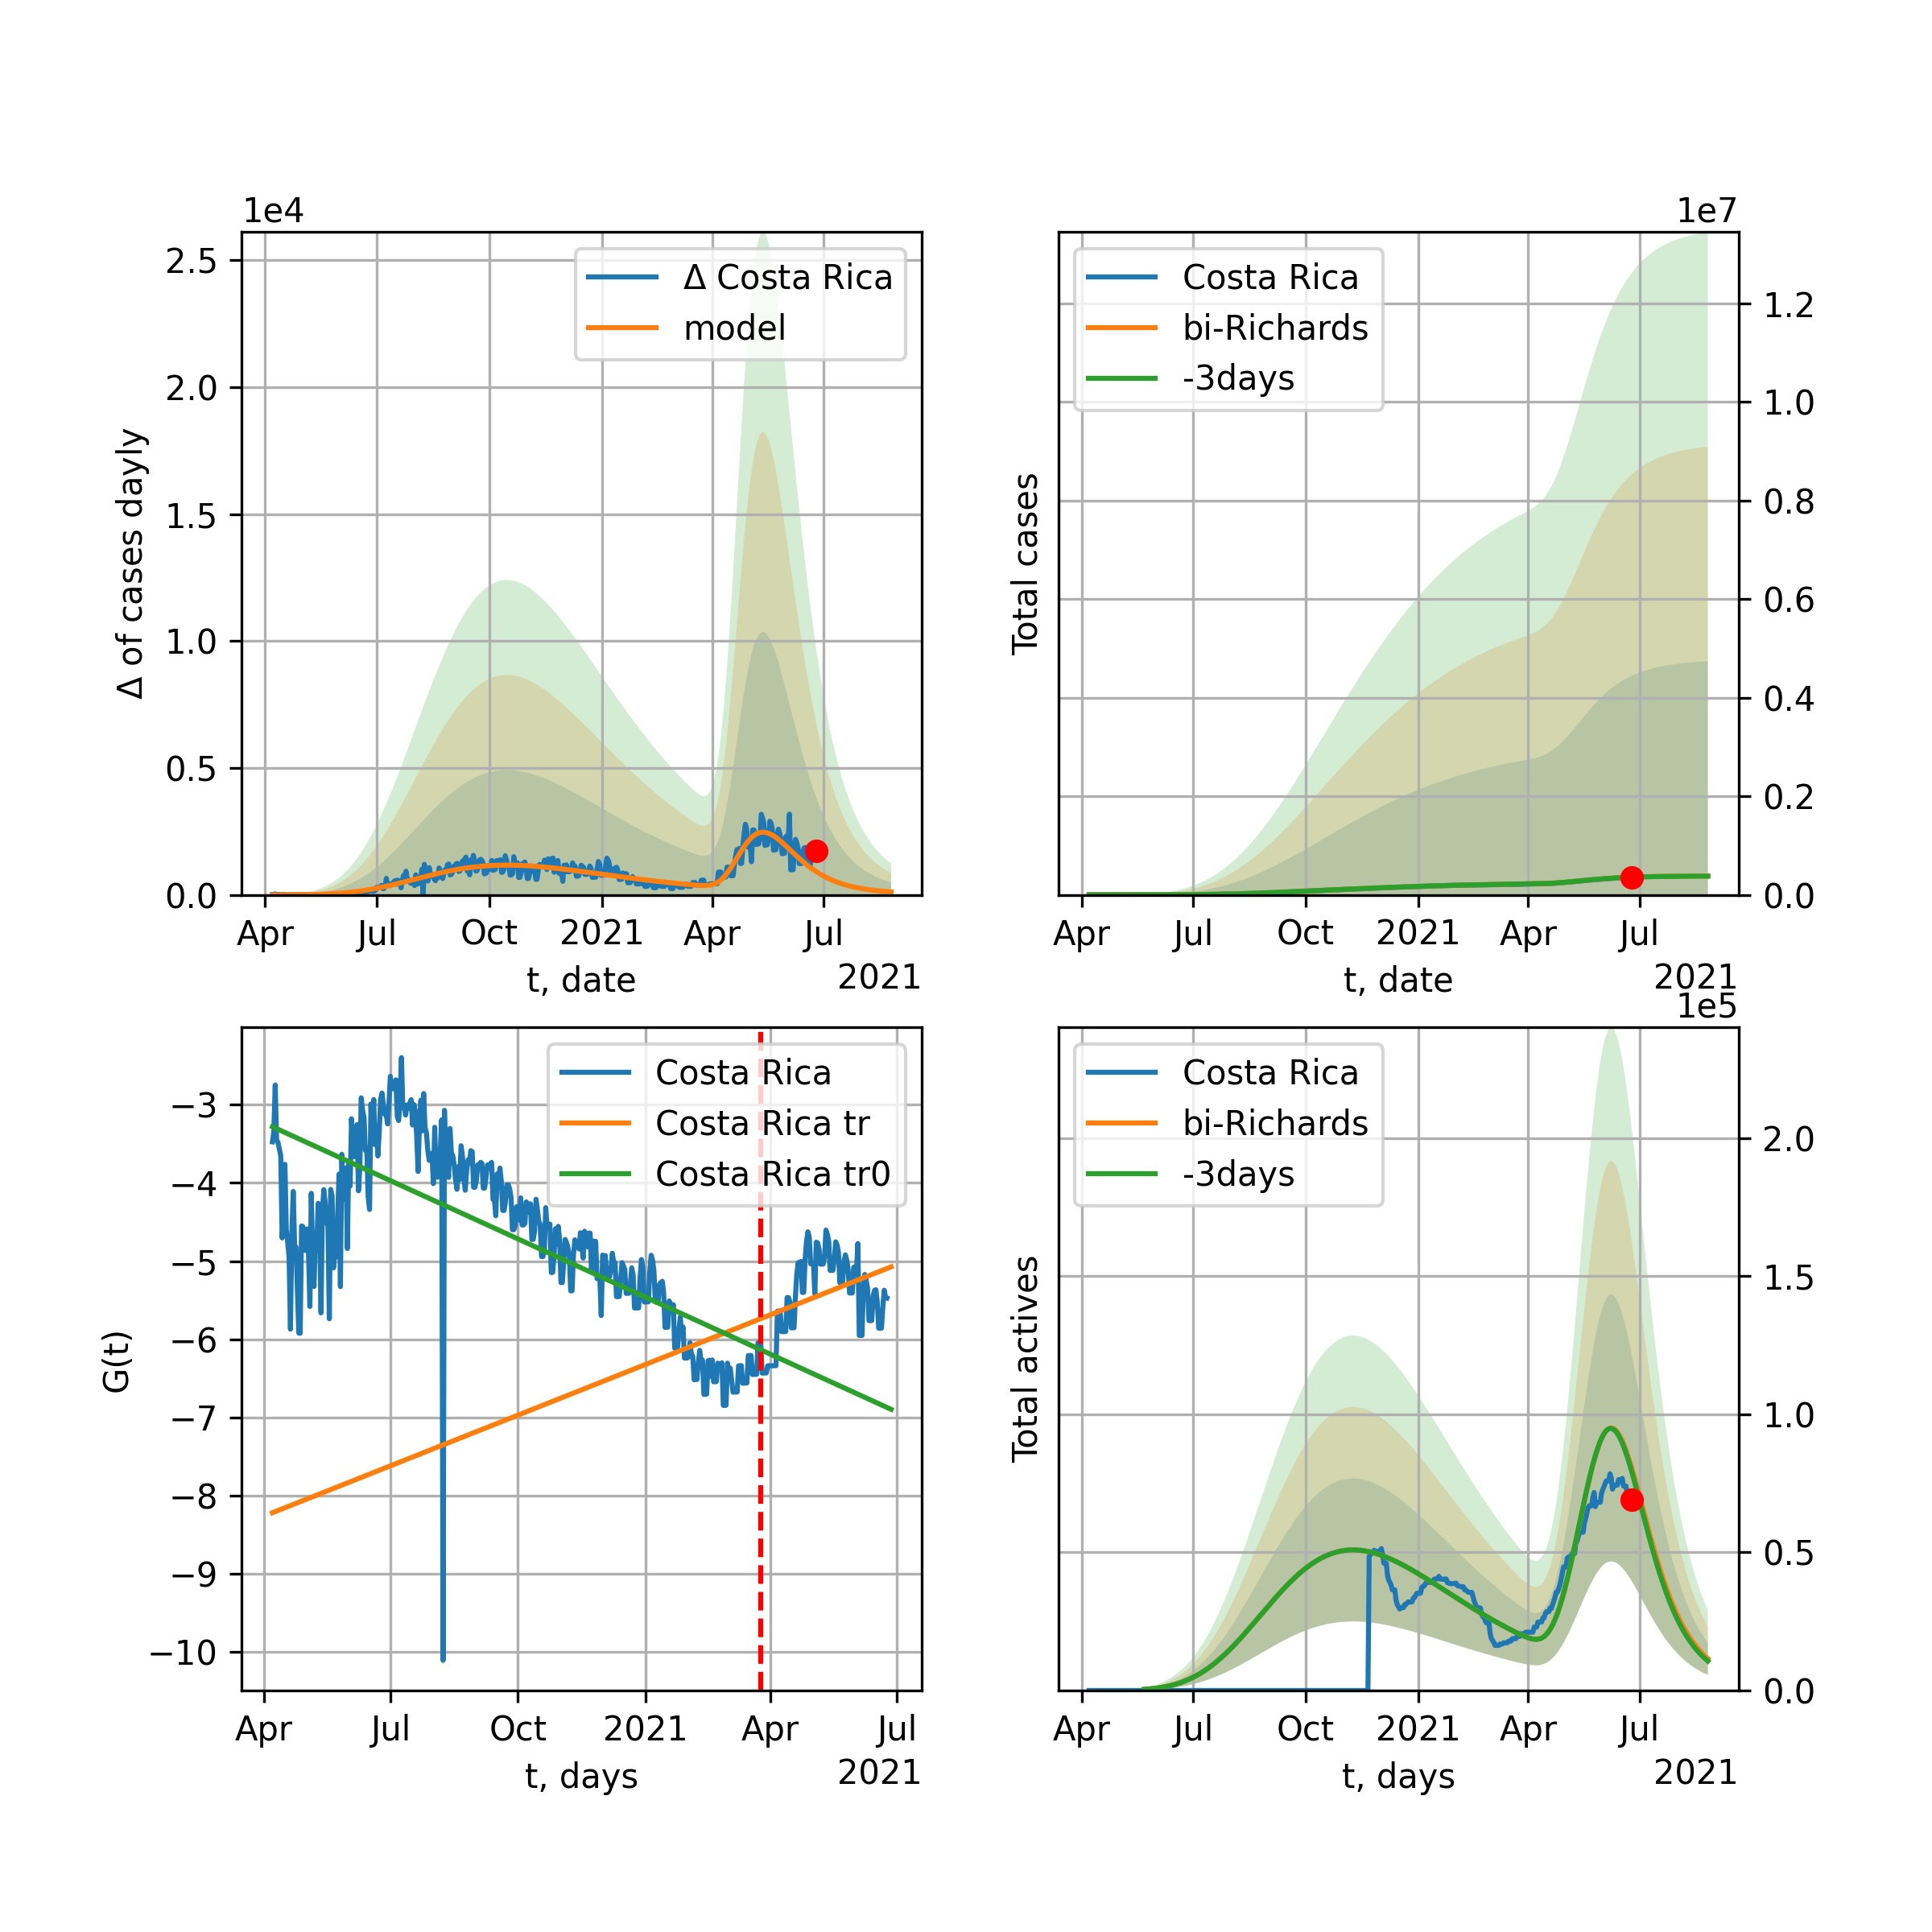 1e4
2.5
2.0
1.5
1.0
0.5
0.0
Δ of cases dayly
Δ Costa Rica
model
Apr Jul Oct 2021 Apr Jul
t, date
2021
1e7
Costa Rica
bi-Richards
-3days
Total cases
1.2
1.0
0.8
0.6
0.4
0.2
0.0
Apr Jul Oct 2021 Apr Jul
t, date
2021
−3
−4
−5
−6
−7
−8
−9
−10
G(t)
Costa Rica
Costa Rica tr
Costa Rica tr0
Apr Jul Oct 2021 Apr Jul
t, days
2021
1e5
Costa Rica
bi-Richards
-3days
Total actives
2.0
1.5
1.0
0.5
0.0
Apr Jul Oct 2021 Apr Jul
t, days
2021